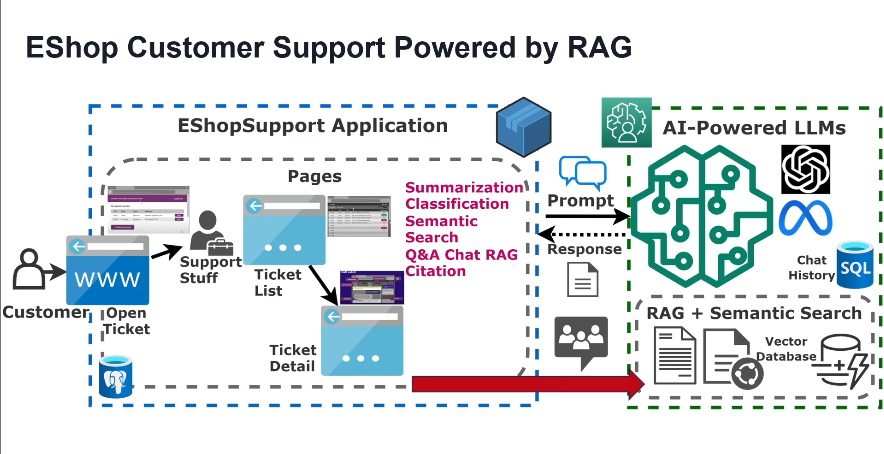 EShop Customer Support Powered by RAG
EShopSupport Application
Pages
Customer
WWW
Open
Ticket
Support
Stuff
Ticket
List
Ticket
Detail
Summarization
Classification
Semantic
Search
Q&A Chat RAG
Citation
Prompt
Response
AI-Powered LLMs
Chat
History
SQL
RAG + Semantic Search
Vector
Database